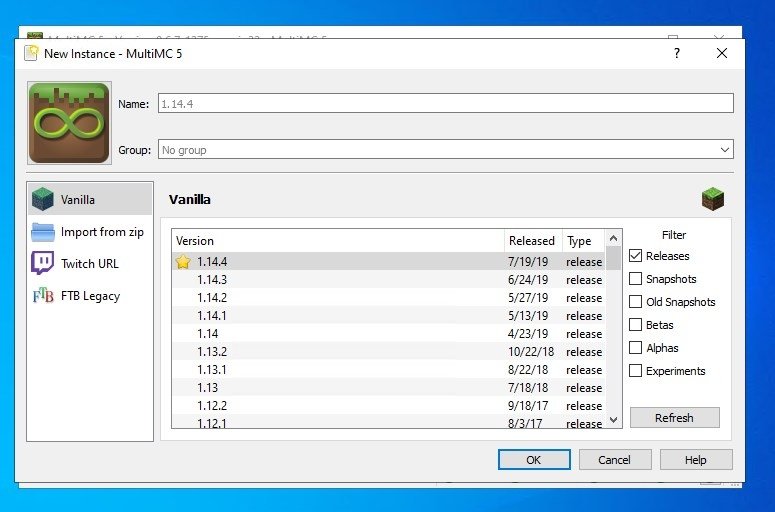 New Instance - MultiMC 5
Name: 1.14.4
Group: No group
Vanilla
Import from zip
Twitch URL
FTB Legacy
Vanilla
Version Released Type
1.14.4 7/19/19 release
1.14.3 6/24/19 release
1.14.2 5/27/19 release
1.14.1 5/13/19 release
1.14 4/23/19 release
1.13.2 10/22/18 release
1.13.1 8/22/18 release
1.13 7/18/18 release
1.12.2 9/18/17 release
1.12.1 8/3/17 release
Filter
Releases
Snapshots
Old Snapshots
Betas
Alphas
Experiments
Refresh
OK Cancel Help